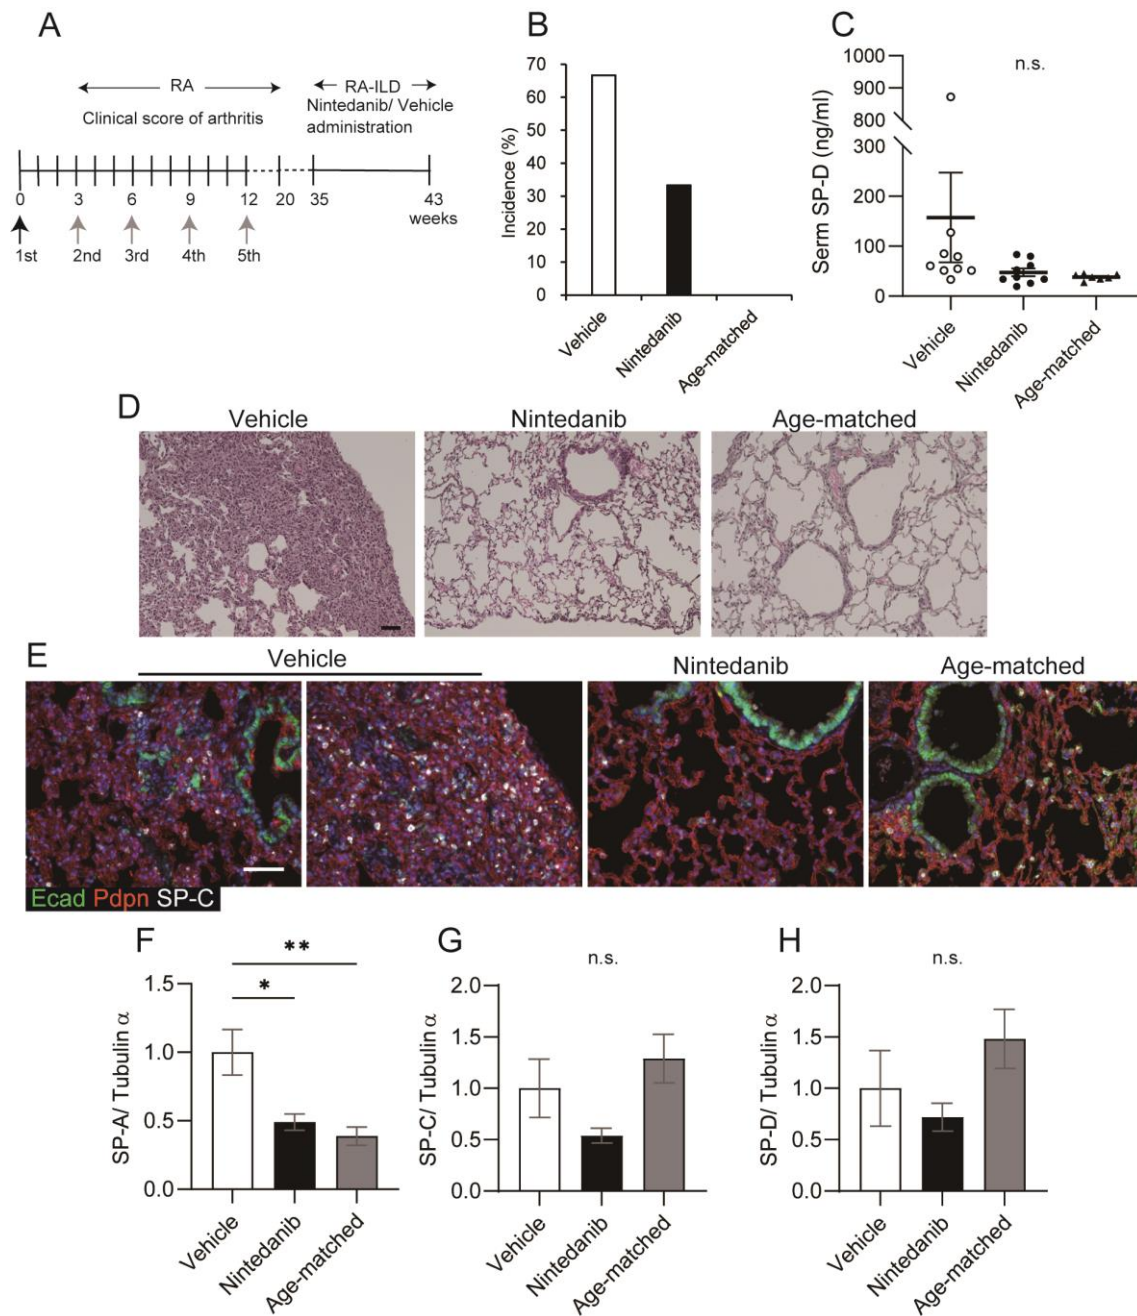 A
RA
RA-ILD
Clinical score of arthritis
Nintedanib/ Vehicle
administration
0 3 6 9 12 20 35 43
weeks
1st 2nd 3rd 4th 5th
B
Incidence (%)
70
60
50
40
30
20
10
0
Vehicle
Nintedanib
Age-matched
C
n.s.
Serm SP-D (ng/ml)
1000
900
800
300
200
100
0
Vehicle
Nintedanib
Age-matched
D
Vehicle Nintedanib Age-matched
E
Vehicle Nintedanib Age-matched
Ecad Pdpn SP-C
F
**
*
SP-A/ Tubulin α
1.5
1.0
0.5
0.0
Vehicle
Nintedanib
Age-matched
G
n.s.
SP-C/ Tubulin α
2.0
1.5
1.0
0.5
0.0
Vehicle
Nintedanib
Age-matched
H
n.s.
SP-D/ Tubulin α
2.0
1.5
1.0
0.5
0.0
Vehicle
Nintedanib
Age-matched